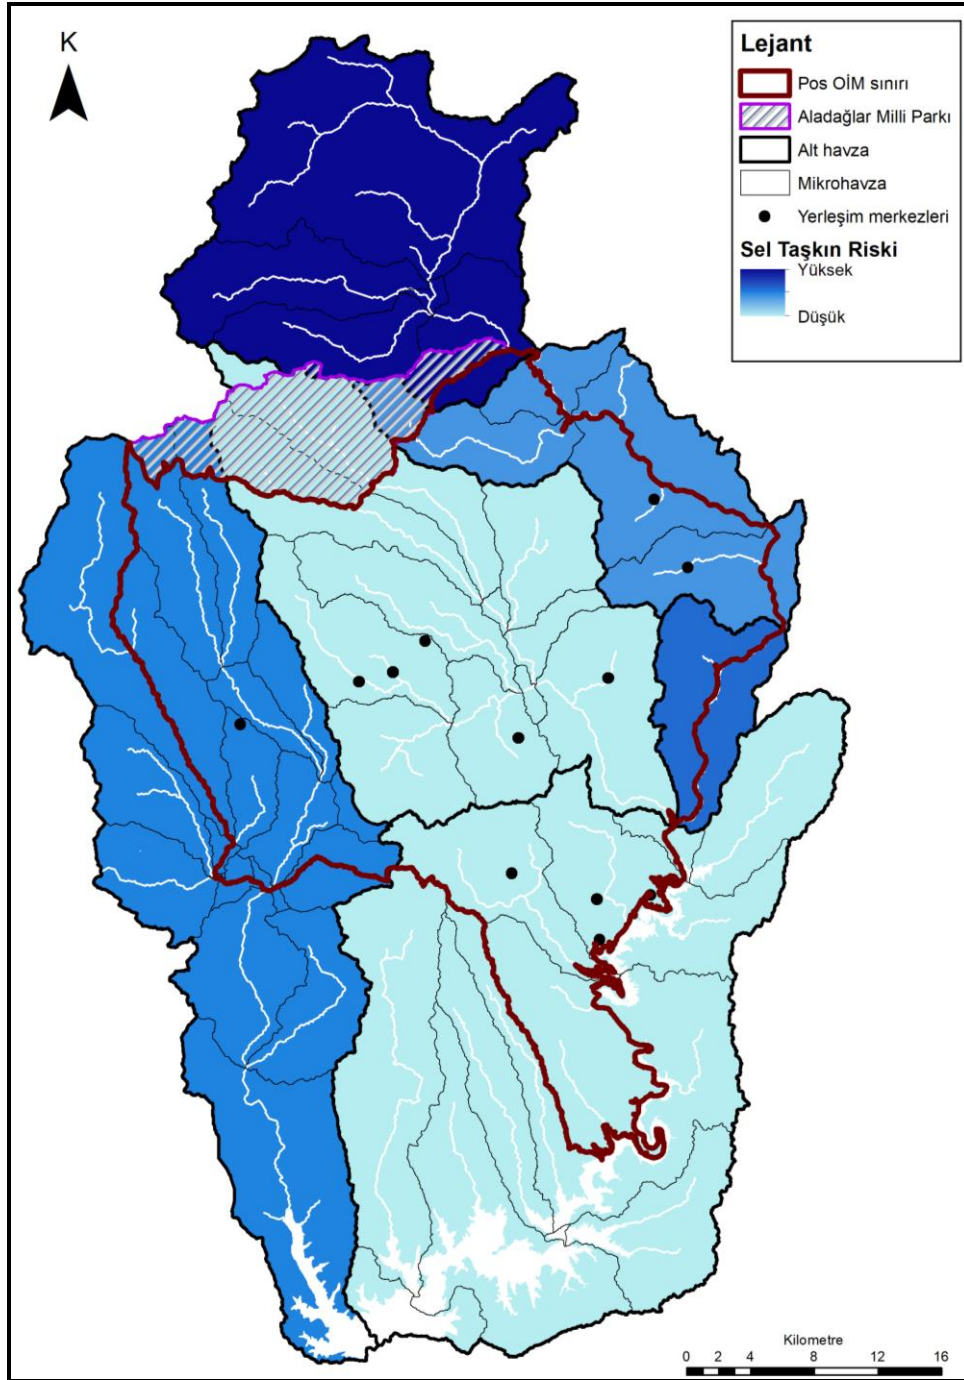 K
Lejant
Pos OİM sınırı
Aladağlar Milli Parkı
Alt havza
Mikrohavza
Yerleşim merkezleri
Sel Taşkın Riski
Yüksek
Düşük
Kilometre
0 2 4 8 12 16